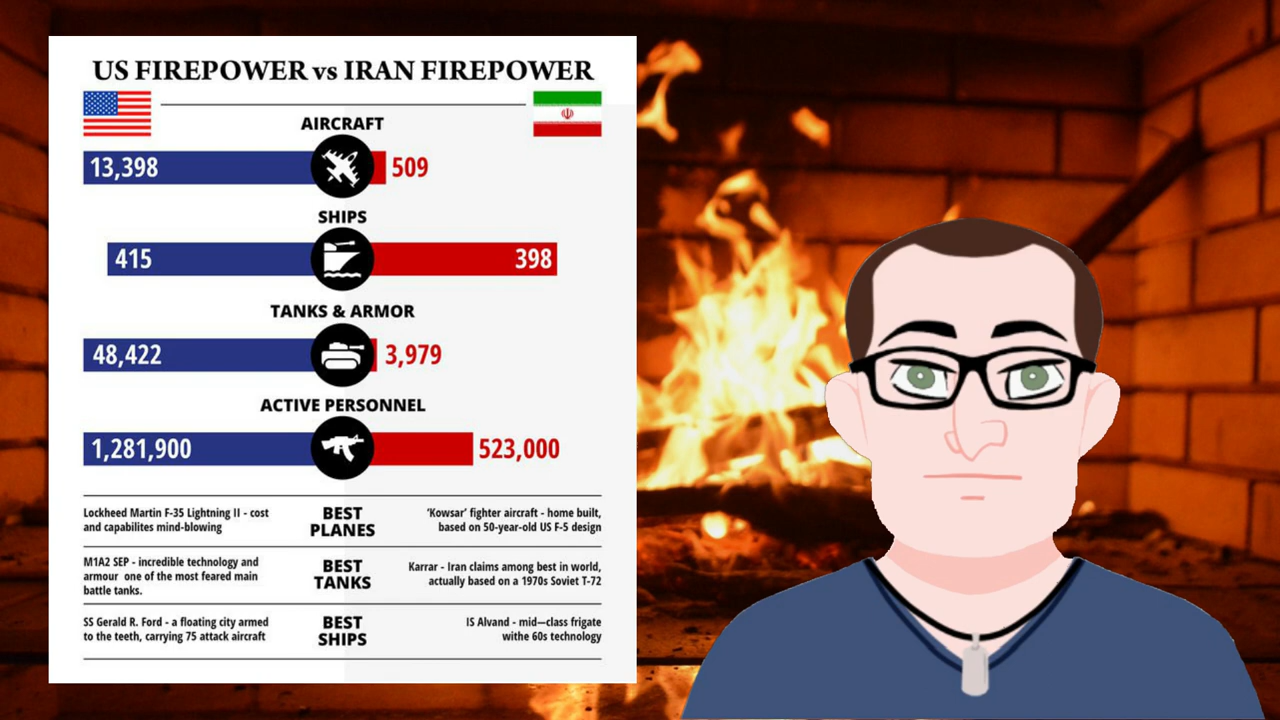 US FIREPOWER vs IRAN FIREPOWER
AIRCRAFT
13,398
509
SHIPS
415
398
TANKS & ARMOR
48,422
3,979
ACTIVE PERSONNEL
1,281,900
523,000
Lockheed Martin F-35 Lightning II - cost
and capabilites mind-blowing
BEST
PLANES
‘Kowsar’ fighter aircraft - home built,
based on 50-year-old US F-5 design
M1A2 SEP - incredible technology and
armour one of the most feared main
battle tanks.
BEST
TANKS
Karrar - Iran claims among best in world,
actually based on a 1970s Soviet T-72
SS Gerald R. Ford - a floating city armed
to the teeth, carrying 75 attack aircraft
BEST
SHIPS
IS Alvand - mid—class frigate
withe 60s technology